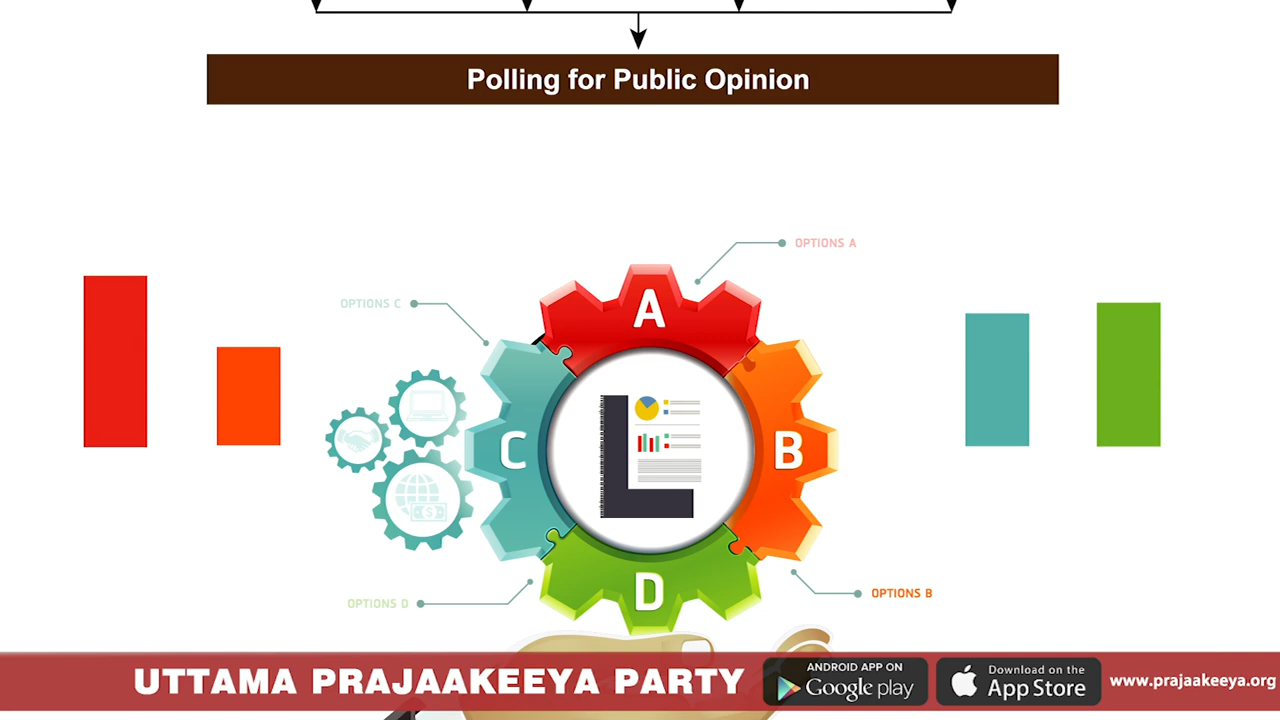 Polling for Public Opinion
OPTIONS A
OPTIONS C
A
C
B
D
OPTIONS B
OPTIONS D
UTTAMA PRAJAAKEEYA PARTY
ANDROID APP ON
Google play
Download on the
App Store
www.prajaakeeya.org